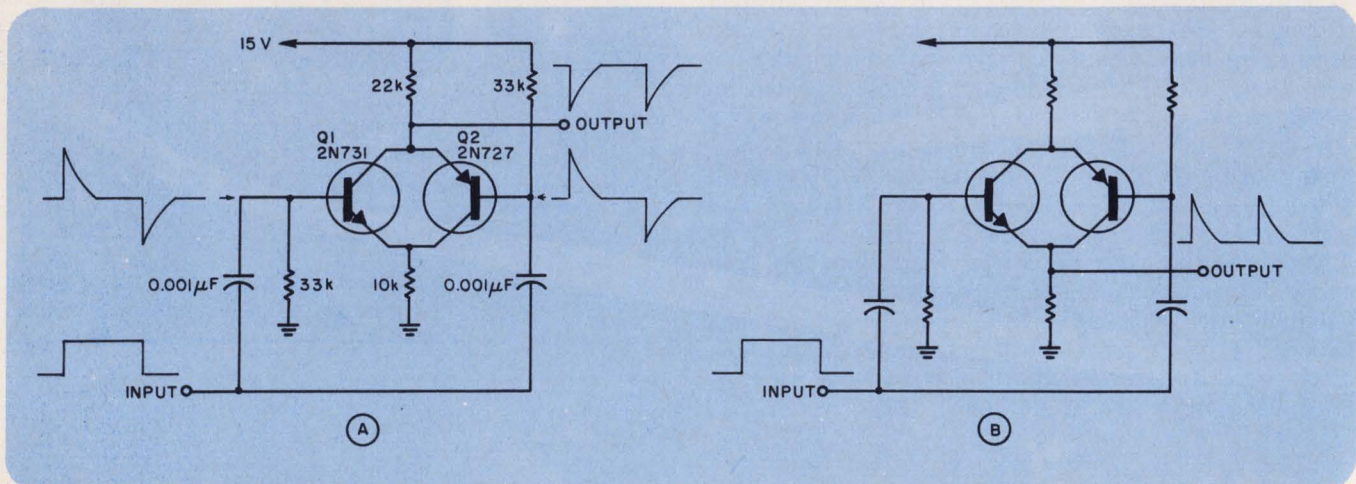 15 V
22k
33k
OUTPUT
Q1
2N731
Q2
2N727
0.001μF
33k
10k
0.001μF
INPUT
A
OUTPUT
INPUT
B